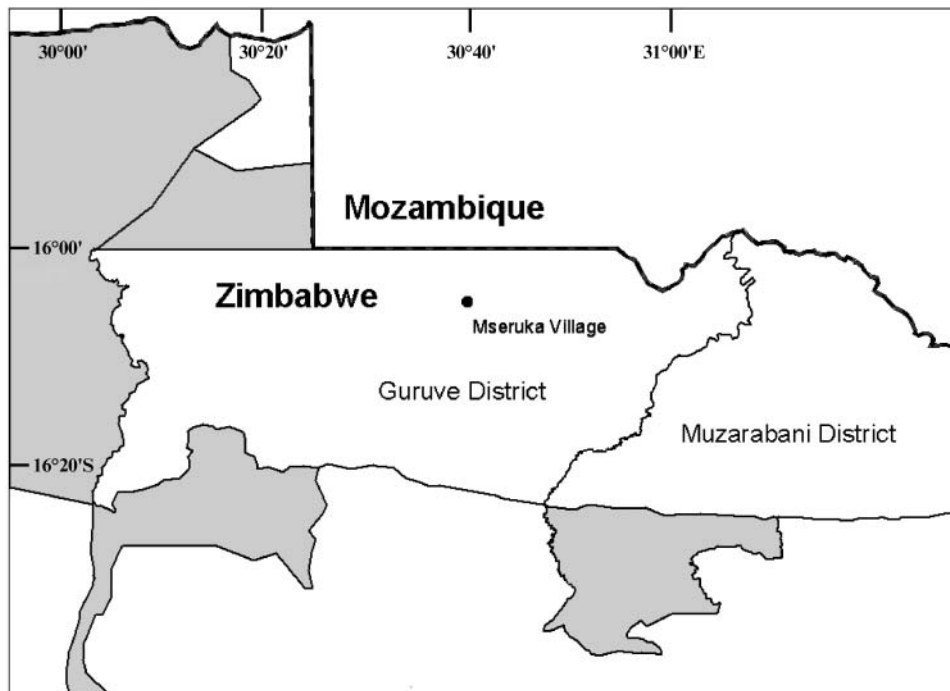 30°00' 30°20' 30°40' 31°00'E
Mozambique
16°00'
Zimbabwe
Mseruka Village
Guruve District
Muzarabani District
16°20'S